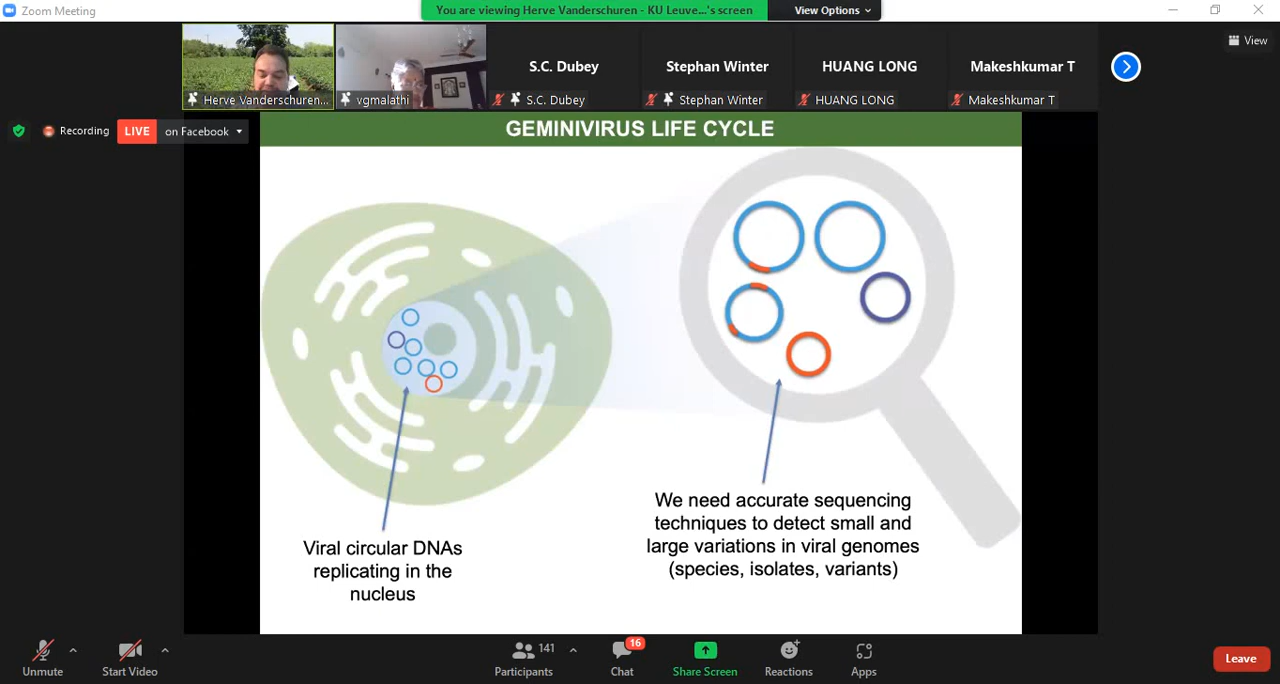 Zoom Meeting
You are viewing Herve Vanderschuren - KU Leuve...'s screen
View Options
View
S.C. Dubey
Stephan Winter
HUANG LONG
Makeshkumar T
Herve Vanderschuren...
vgmalathi
S.C. Dubey
Stephan Winter
HUANG LONG
Makeshkumar T
Recording
LIVE
on Facebook
GEMINIVIRUS LIFE CYCLE
We need accurate sequencing
techniques to detect small and
large variations in viral genomes
(species, isolates, variants)
Viral circular DNAs
replicating in the
nucleus
Unmute
Start Video
141
Participants
16
Chat
Share Screen
Reactions
Apps
Leave